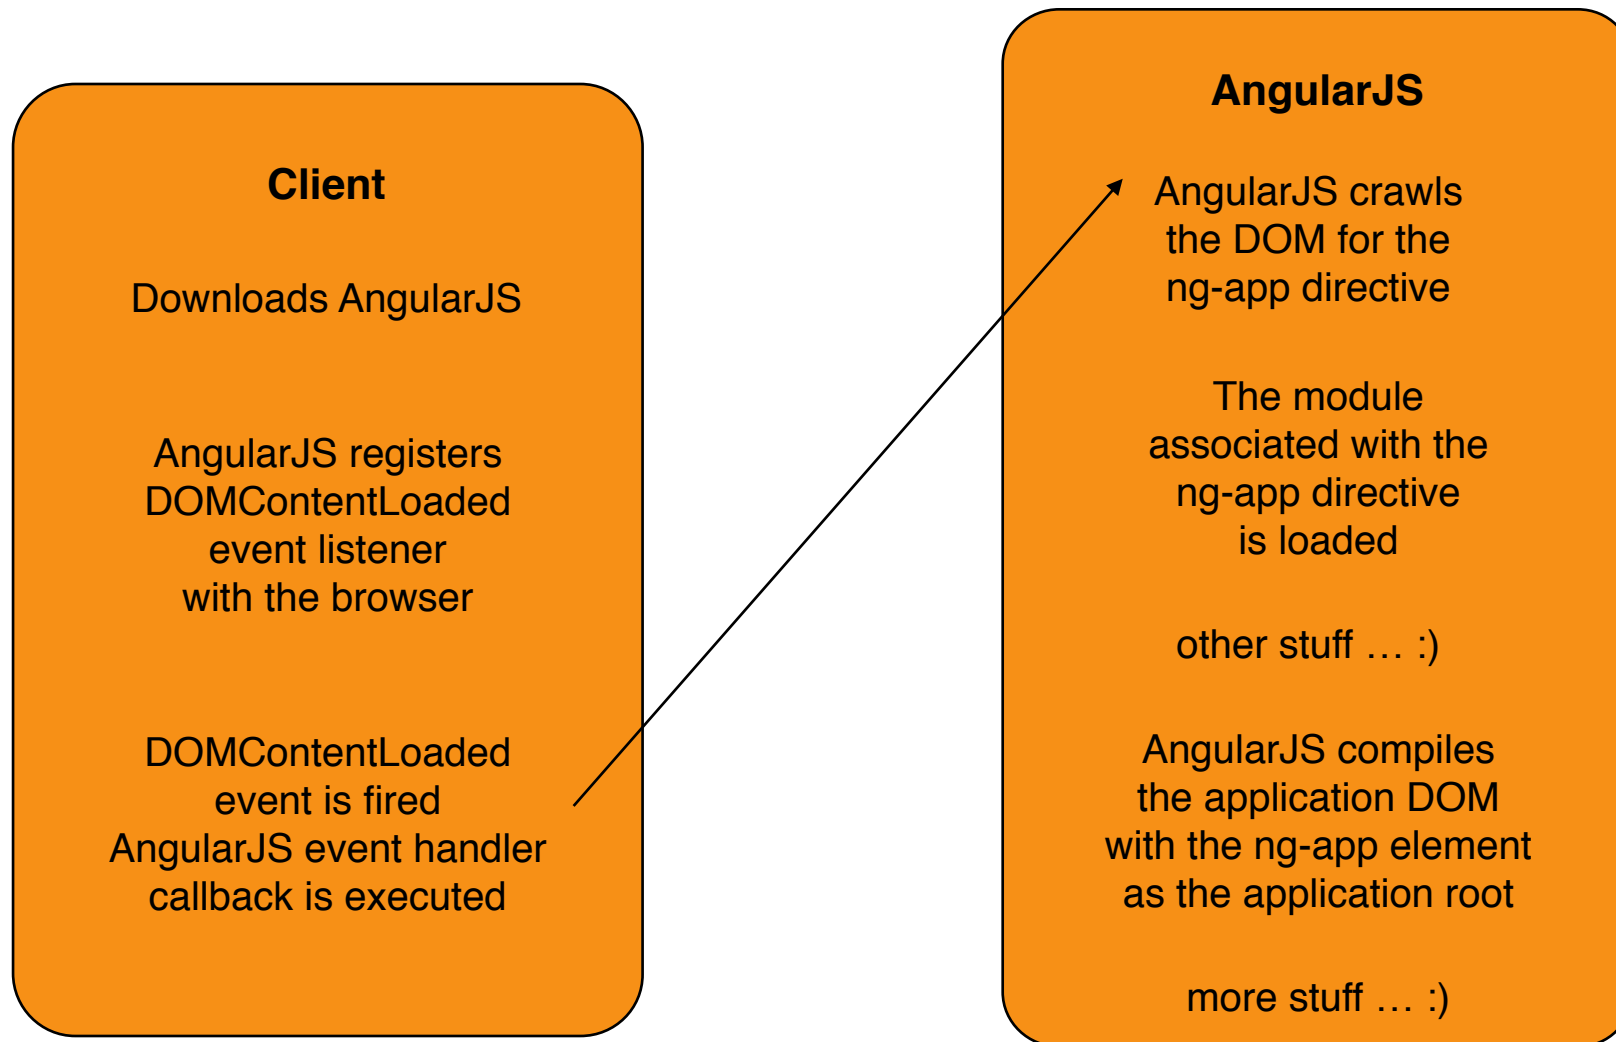 Client
Downloads AngularJS
AngularJS registers
DOMContentLoaded
event listener
with the browser
DOMContentLoaded
event is fired
AngularJS event handler
callback is executed
AngularJS
AngularJS crawls
the DOM for the
ng-app directive
The module
associated with the
ng-app directive
is loaded
other stuff … :)
AngularJS compiles
the application DOM
with the ng-app element
as the application root
more stuff … :)